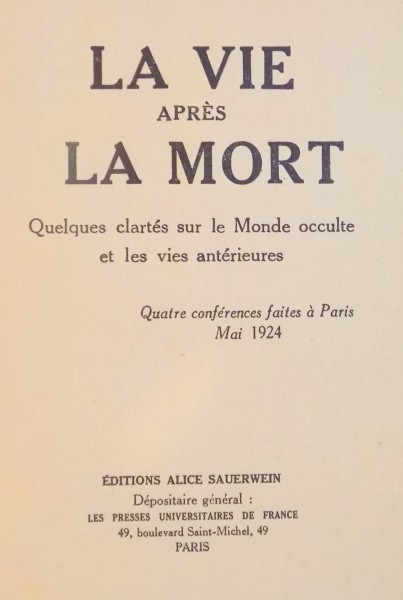 LA VIE
APRÈS
LA MORT
Quelques clartés sur le Monde occulte
et les vies antérieures
Quatre conférences faites à Paris
Mai 1924
ÉDITIONS ALICE SAUERWEIN
Dépositaire général :
LES PRESSES UNIVERSITAIRES DE FRANCE
49, boulevard Saint-Michel, 49
PARIS